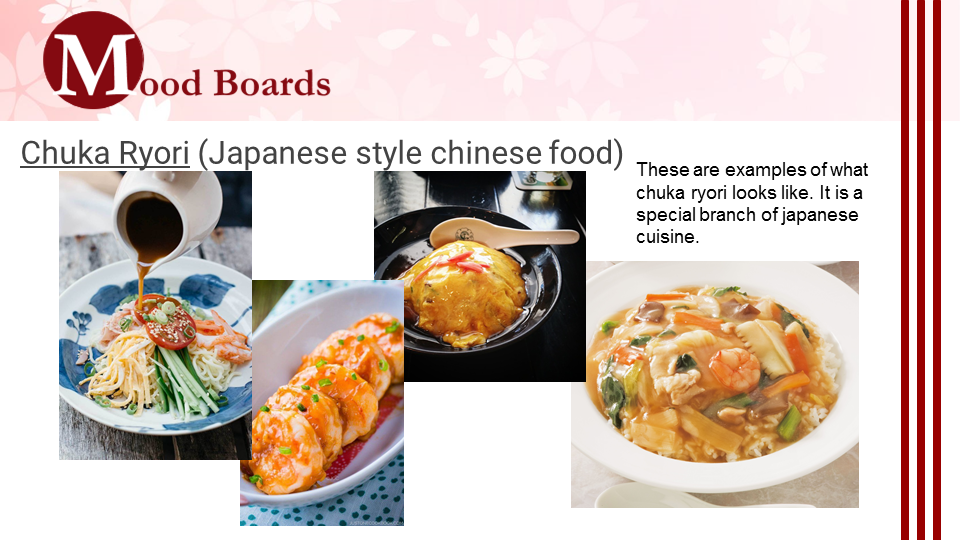 Mood Boards
Chuka Ryori (Japanese style chinese food)
These are examples of what
chuka ryori looks like. It is a
special branch of japanese
cuisine.